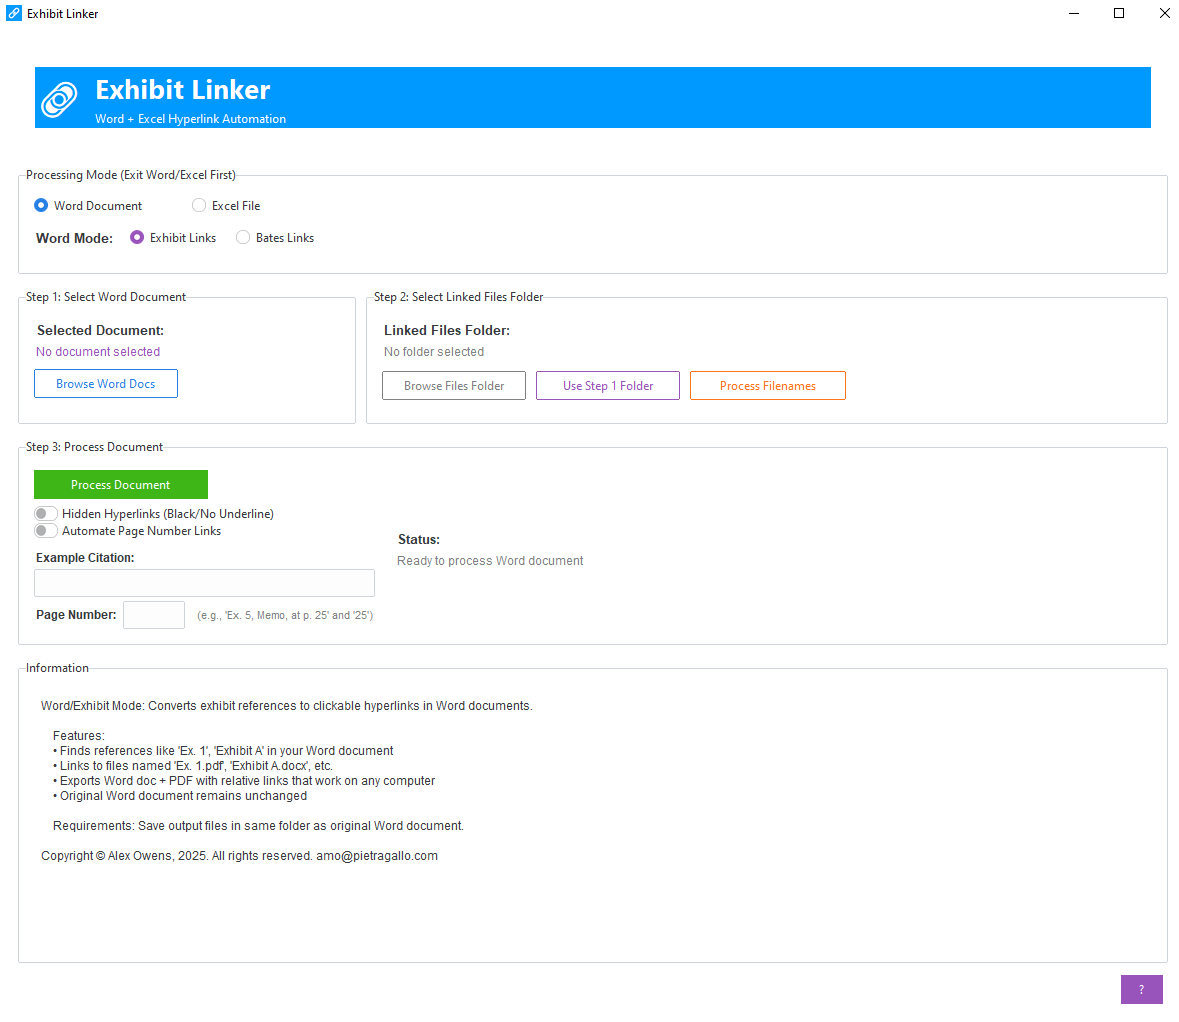 Exhibit Linker
Exhibit Linker
Word + Excel Hyperlink Automation
Processing Mode (Exit Word/Excel First)
Word Document Excel File
Word Mode: Exhibit Links Bates Links
Step 1: Select Word Document
Selected Document:
No document selected
Browse Word Docs
Step 2: Select Linked Files Folder
Linked Files Folder:
No folder selected
Browse Files Folder Use Step 1 Folder Process Filenames
Step 3: Process Document
Process Document
Hidden Hyperlinks (Black/No Underline)
Automate Page Number Links
Example Citation:
Page Number: (e.g., 'Ex. 5, Memo, at p. 25' and '25')
Status:
Ready to process Word document
Information
Word/Exhibit Mode: Converts exhibit references to clickable hyperlinks in Word documents.
Features:
• Finds references like 'Ex. 1', 'Exhibit A' in your Word document
• Links to files named 'Ex. 1.pdf', 'Exhibit A.docx', etc.
• Exports Word doc + PDF with relative links that work on any computer
• Original Word document remains unchanged
Requirements: Save output files in same folder as original Word document.
Copyright © Alex Owens, 2025. All rights reserved. amo@pietragallo.com
?